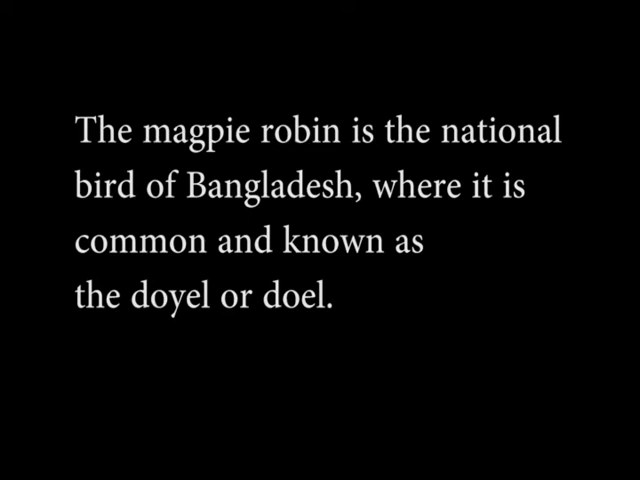 The magpie robin is the national
bird of Bangladesh, where it is
common and known as
the doyel or doel.